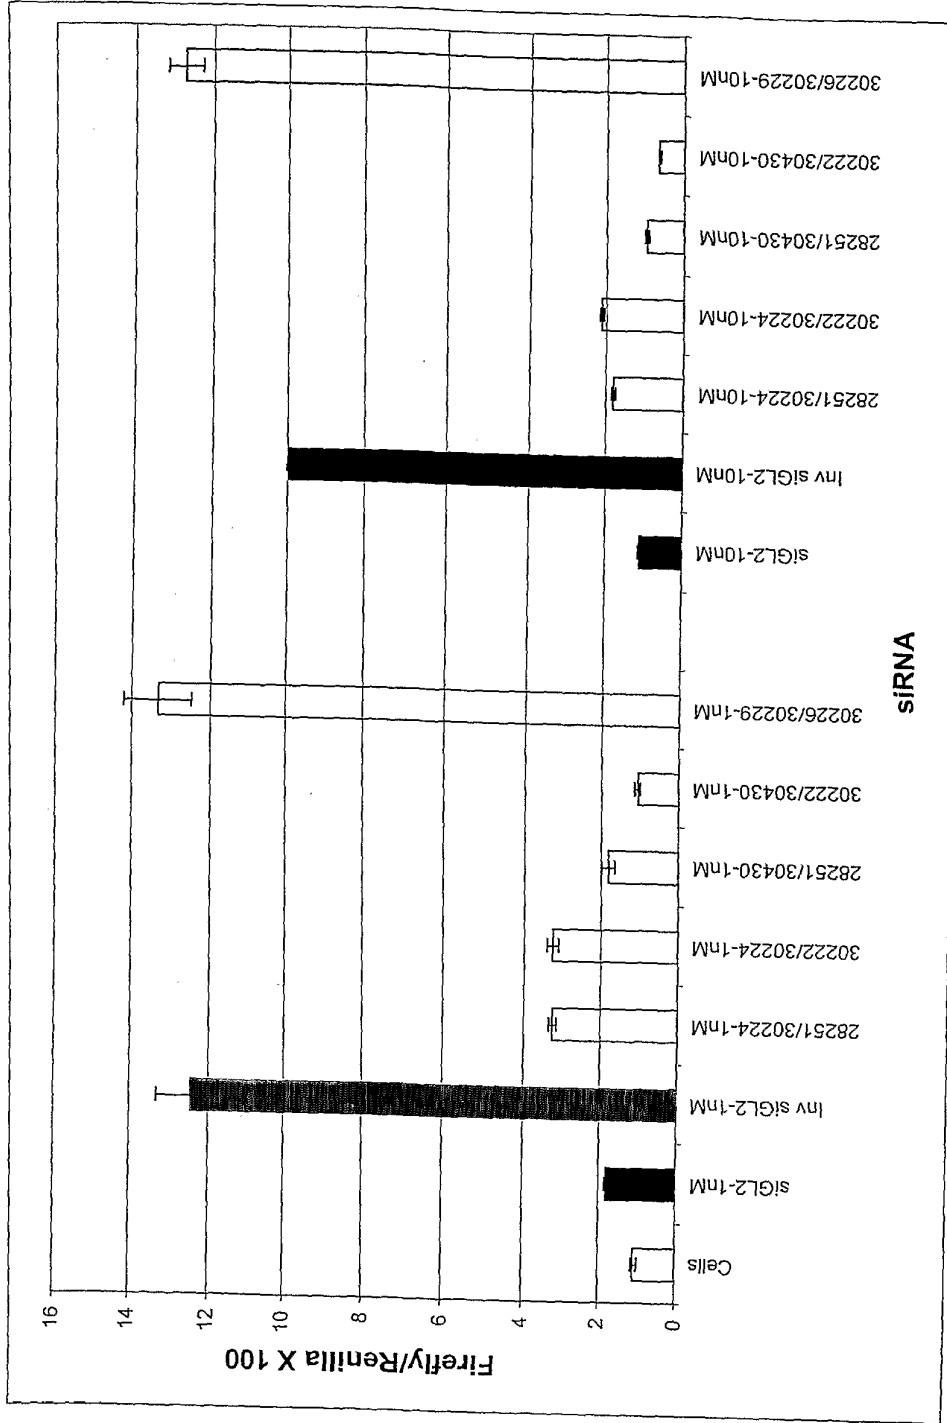 Firefly/Renilla X 100
16
14
12
10
8
6
4
2
0
Cells
siGL2-1nM
Inv siGL2-1nM
28251/30224-1nM
30222/30224-1nM
28251/30430-1nM
30222/30430-1nM
30226/30229-1nM
siGL2-10nM
Inv siGL2-10nM
28251/30224-10nM
30222/30224-10nM
28251/30430-10nM
30222/30430-10nM
30226/30229-10nM
siRNA